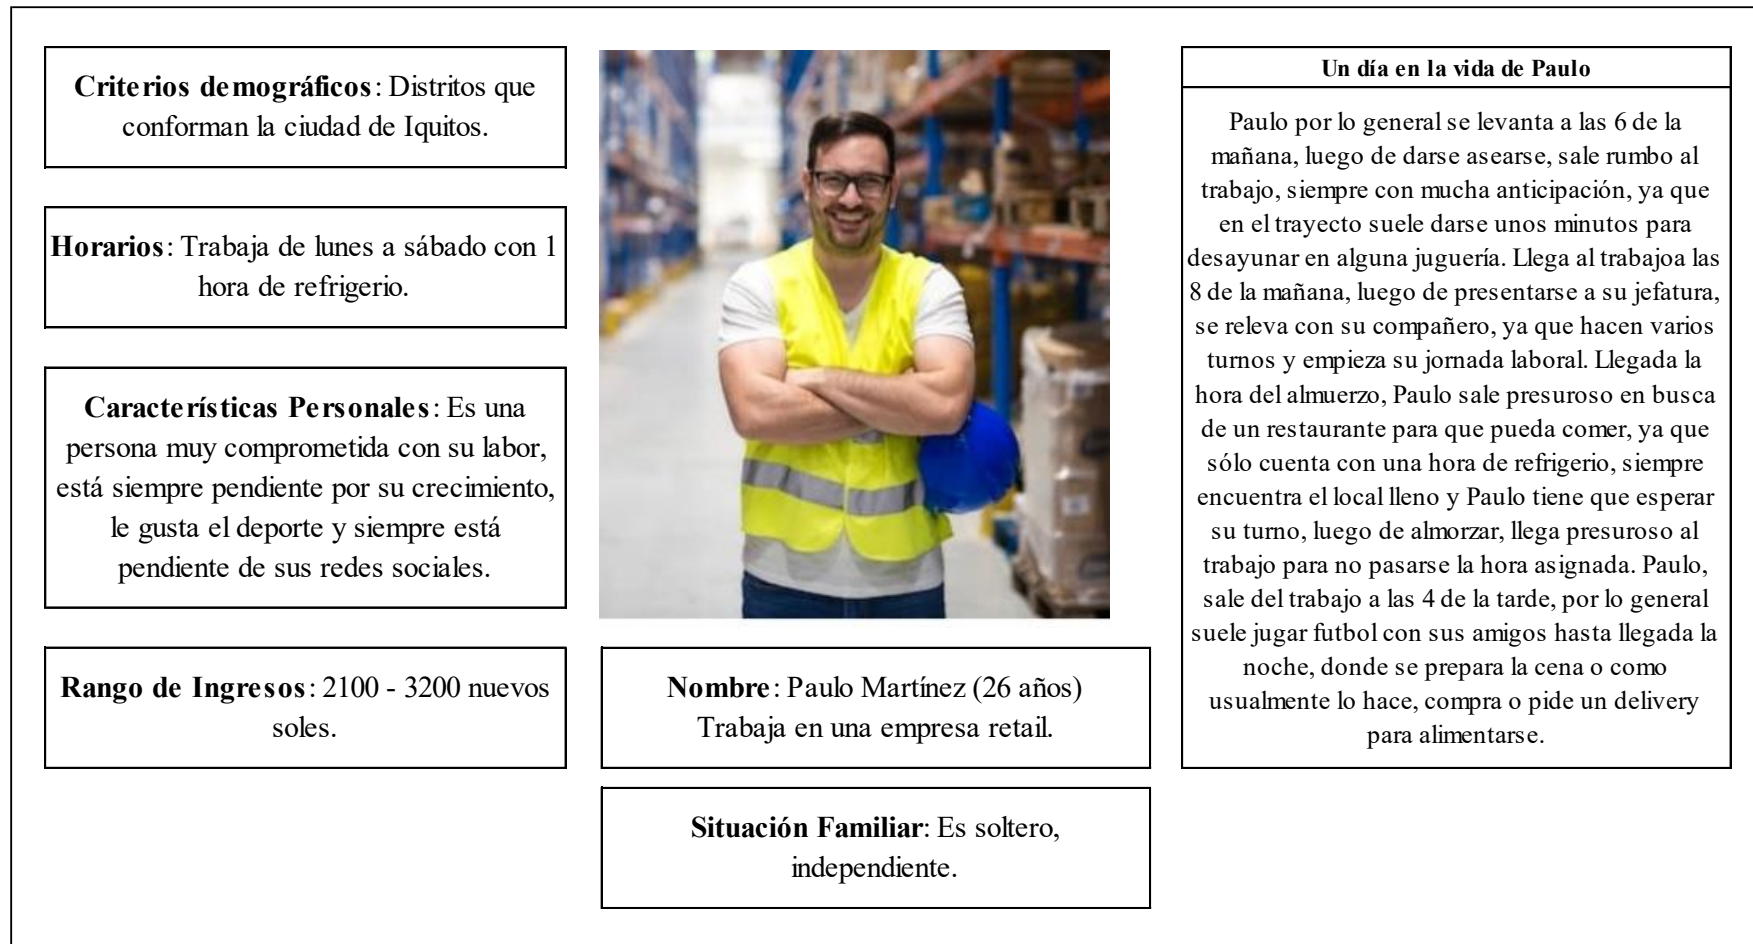 Criterios demográficos: Distritos que
conforman la ciudad de Iquitos.
Horarios: Trabaja de lunes a sábado con 1
hora de refrigerio.
Características Personales: Es una
persona muy comprometida con su labor,
está siempre pendiente por su crecimiento,
le gusta el deporte y siempre está
pendiente de sus redes sociales.
Rango de Ingresos: 2100 - 3200 nuevos
soles.
Nombre: Paulo Martínez (26 años)
Trabaja en una empresa retail.
Situación Familiar: Es soltero,
independiente.
Un día en la vida de Paulo
Paulo por lo general se levanta a las 6 de la
mañana, luego de darse asearse, sale rumbo al
trabajo, siempre con mucha anticipación, ya que
en el trayecto suele darse unos minutos para
desayunar en alguna juguería. Llega al trabajoa las
8 de la mañana, luego de presentarse a su jefatura,
se releva con su compañero, ya que hacen varios
turnos y empieza su jornada laboral. Llegada la
hora del almuerzo, Paulo sale presuroso en busca
de un restaurante para que pueda comer, ya que
sólo cuenta con una hora de refrigerio, siempre
encuentra el local lleno y Paulo tiene que esperar
su turno, luego de almorzar, llega presuroso al
trabajo para no pasarse la hora asignada. Paulo,
sale del trabajo a las 4 de la tarde, por lo general
suele jugar futbol con sus amigos hasta llegada la
noche, donde se prepara la cena o como
usualmente lo hace, compra o pide un delivery
para alimentarse.